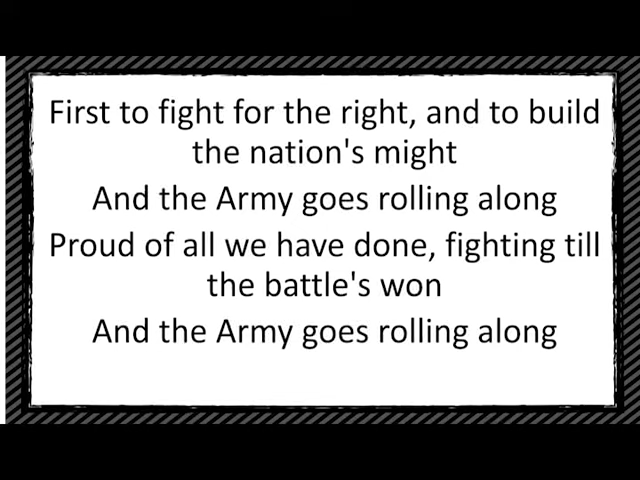 First to fight for the right, and to build
the nation's might
And the Army goes rolling along
Proud of all we have done, fighting till
the battle's won
And the Army goes rolling along